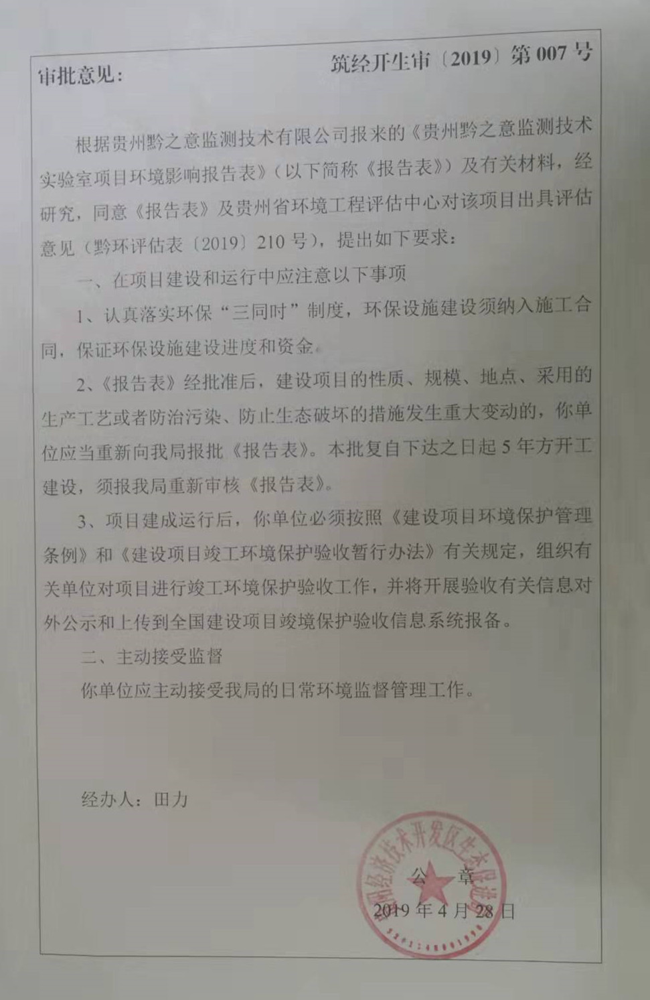 审批意见：
筑经开生审〔2019〕第 007 号
根据贵州黔之意监测技术有限公司报来的《贵州黔之意监测技术
实验室项目环境影响报告表》（以下简称《报告表》）及有关材料，经
研究，同意《报告表》及贵州省环境工程评估中心对该项目出具评估
意见（黔环评估表〔2019〕210 号），提出如下要求：
一、在项目建设和运行中应注意以下事项
1、认真落实环保“三同时”制度，环保设施建设须纳入施工合
同，保证环保设施建设进度和资金。
2、《报告表》经批准后，建设项目的性质、规模、地点、采用的
生产工艺或者防治污染、防止生态破坏的措施发生重大变动的，你单
位应当重新向我局报批《报告表》。本批复自下达之日起 5 年方开工
建设，须报我局重新审核《报告表》。
3、项目建成运行后，你单位必须按照《建设项目环境保护管理
条例》和《建设项目竣工环境保护验收暂行办法》有关规定，组织有
关单位对项目进行竣工环境保护验收工作，并将开展验收有关信息对
外公示和上传到全国建设项目竣境保护验收信息系统报备。
二、主动接受监督
你单位应主动接受我局的日常环境监督管理工作。
经办人：田力
贵阳经济技术开发区生态促进局
公 章
2019 年 4 月 28 日